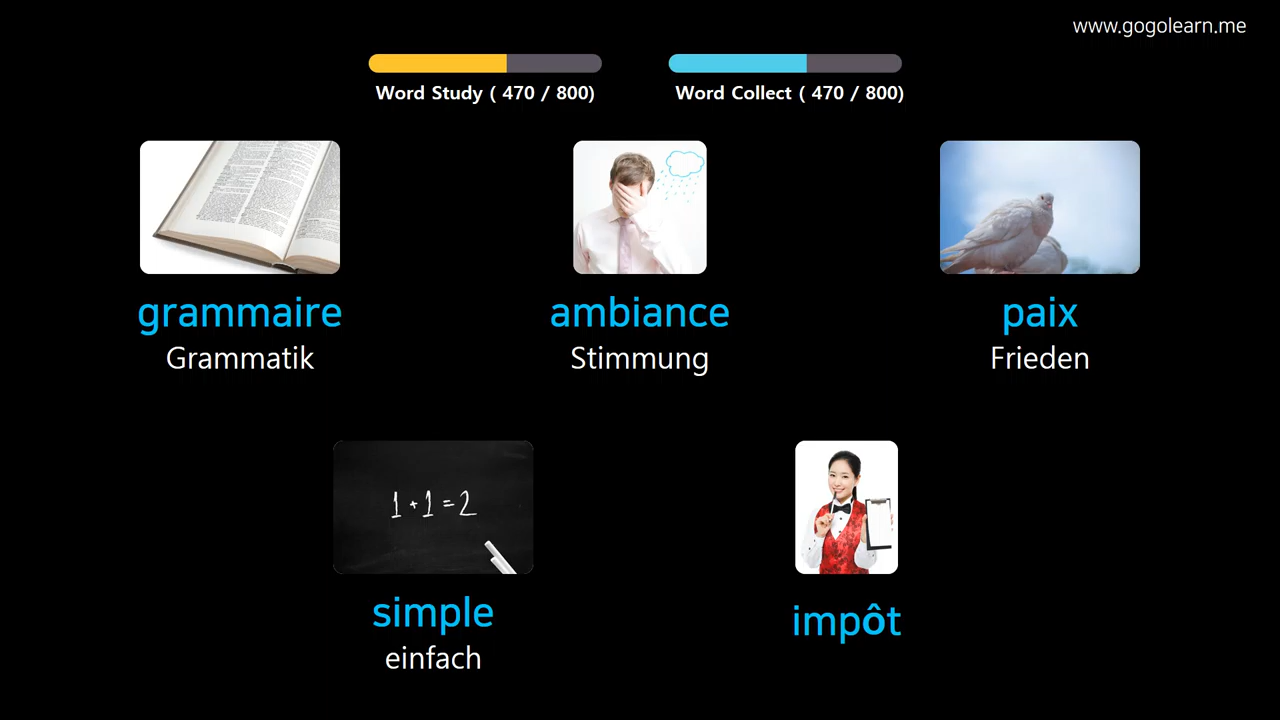 www.gogolearn.me
Word Study ( 470 / 800)
Word Collect ( 470 / 800)
grammaire
Grammatik
ambiance
Stimmung
paix
Frieden
1+1=2
simple
einfach
impôt